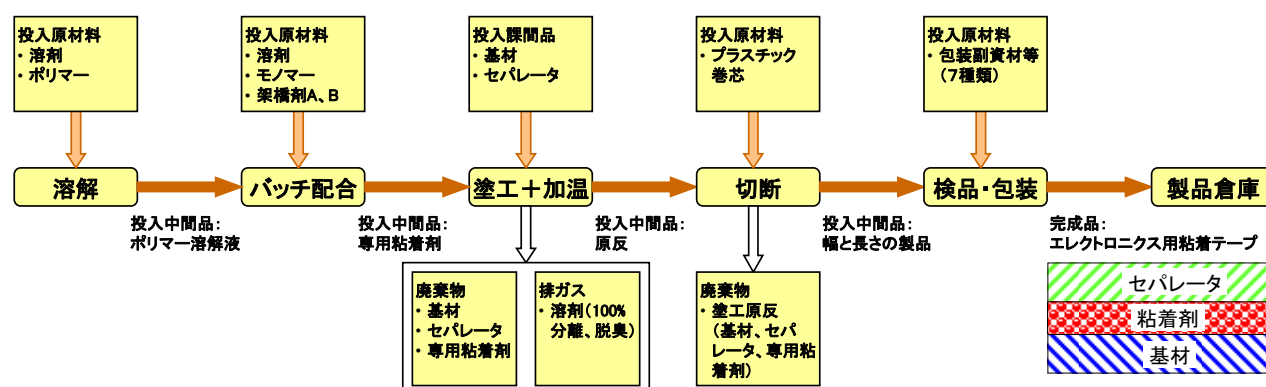 投入原材料
・ 溶剤
・ ポリマー
投入原材料
・ 溶剤
・ モノマー
・ 架橋剤A、B
投入課間品
・ 基材
・ セパレータ
投入原材料
・ プラスチック
巻芯
投入原材料
・ 包装副資材等
(7種類)
溶解
バッチ配合
塗工＋加温
切断
検品・包装
製品倉庫
投入中間品：
ポリマー溶解液
投入中間品：
専用粘着剤
投入中間品：
原反
投入中間品：
幅と長さの製品
完成品：
エレクトロニクス用粘着テープ
廃棄物
・ 基材
・ セパレータ
・ 専用粘着剤
排ガス
・ 溶剤(100%
分離、脱臭)
廃棄物
・ 塗工原反
(基材、セパ
レータ、専用粘
着剤)
セパレータ
粘着剤
基材